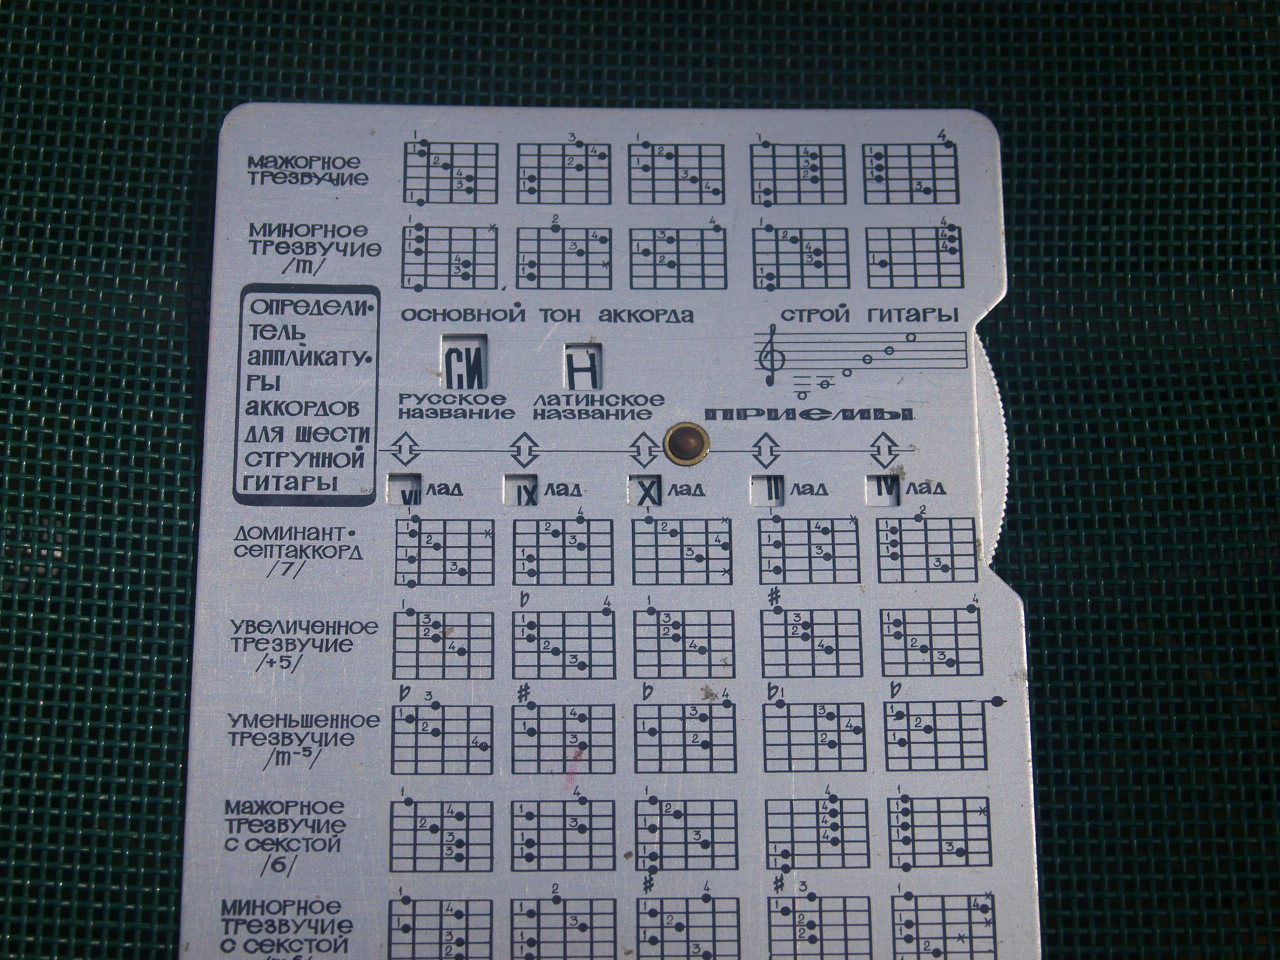 МАЖОРНОЕ
ТРЕЗВУЧИЕ
МИНОРНОЕ
ТРЕЗВУЧИЕ
/m/
ОПРЕДЕЛИ-
ТЕЛЬ
АППЛИКАТУ-
РЫ
АККОРДОВ
ДЛЯ ШЕСТИ
СТРУННОЙ
ГИТАРЫ
ОСНОВНОЙ ТОН АККОРДА
СТРОЙ ГИТАРЫ
СИ H
РУССКОЕ НАЗВАНИЕ
ЛАТИНСКОЕ НАЗВАНИЕ
ПРИЕМЫ
VI ЛАД IX ЛАД XI ЛАД II ЛАД IV ЛАД
ДОМИНАНТ-
СЕПТАККОРД
/7/
УВЕЛИЧЕННОЕ
ТРЕЗВУЧИЕ
/+5/
УМЕНЬШЕННОЕ
ТРЕЗВУЧИЕ
/m-5/
МАЖОРНОЕ
ТРЕЗВУЧИЕ
С СЕКСТОЙ
/6/
МИНОРНОЕ
ТРЕЗВУЧИЕ
С СЕКСТОЙ